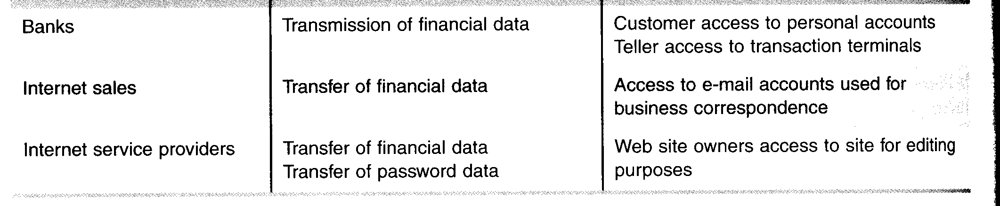 Banks
Transmission of financial data
Customer access to personal accounts
Teller access to transaction terminals
Internet sales
Transfer of financial data
Access to e-mail accounts used for
business correspondence
Internet service providers
Transfer of financial data
Transfer of password data
Web site owners access to site for editing
purposes